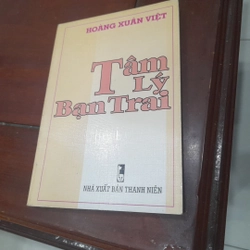 HOÀNG XUÂN VIỆT
Tâm
Lý
Bạn Trai
NHÀ XUẤT BẢN THANH NIÊN